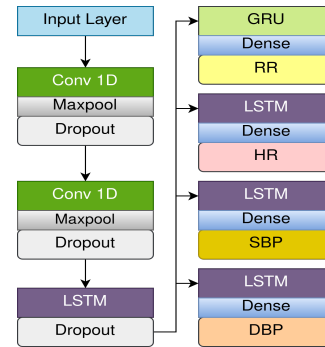 Input Layer
Conv 1D
Maxpool
Dropout
Conv 1D
Maxpool
Dropout
LSTM
Dropout
GRU
Dense
RR
LSTM
Dense
HR
LSTM
Dense
SBP
LSTM
Dense
DBP